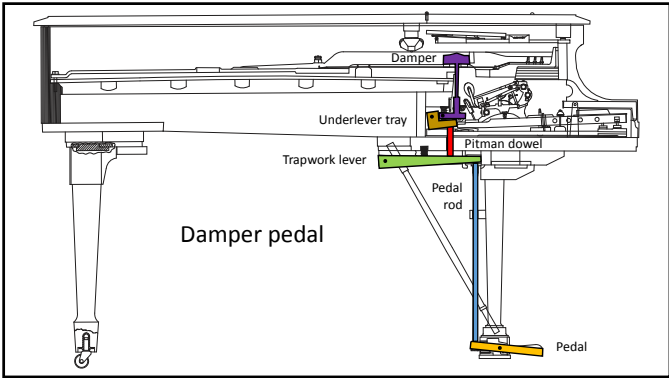 Damper
Underlever tray
Pitman dowel
Trapwork lever
Pedal
rod
Damper pedal
Pedal